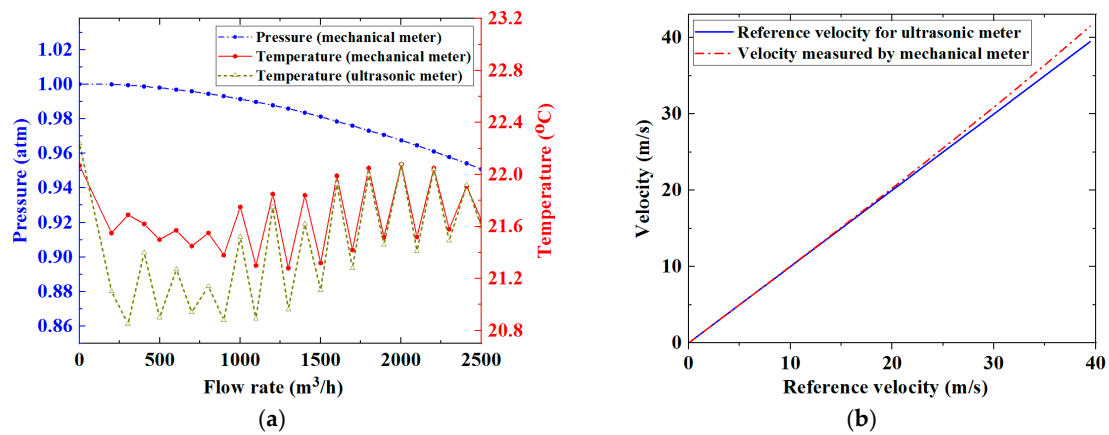 Pressure (mechanical meter)
Temperature (mechanical meter)
Temperature (ultrasonic meter)
1.02
1.00
0.98
0.96
0.94
0.92
0.90
0.88
0.86
Pressure (atm)
23.2
22.8
22.4
22.0
21.6
21.2
20.8
Temperature (°C)
0 500 1000 1500 2000 2500
Flow rate (m³/h)
(a)
Reference velocity for ultrasonic meter
Velocity measured by mechanical meter
40
30
20
10
0
Velocity (m/s)
0 10 20 30 40
Reference velocity (m/s)
(b)